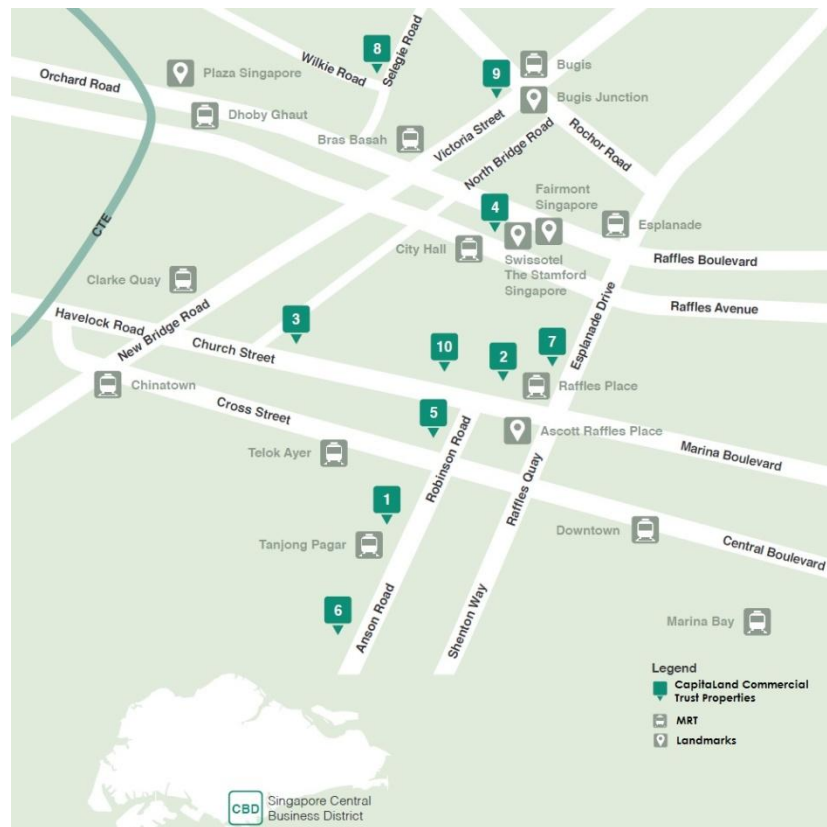 8
Wilkie Road
Selegie Road
Plaza Singapore
Bugis
Orchard Road
9
Bugis Junction
Dhoby Ghaut
Bras Basah
Victoria Street
North Bridge Road
Rochor Road
Fairmont
Singapore
4
Esplanade
CTE
City Hall
Swissotel
The Stamford
Singapore
Raffles Boulevard
Clarke Quay
Raffles Avenue
Havelock Road
New Bridge Road
3
Church Street
Esplanade Drive
10
2
7
Chinatown
Raffles Place
Cross Street
5
Robinson Road
Ascott Raffles Place
Marina Boulevard
Telok Ayer
Raffles Quay
1
Downtown
Tanjong Pagar
Central Boulevard
6
Anson Road
Shenton Way
Marina Bay
Legend
CapitaLand Commercial
Trust Properties
MRT
Landmarks
CBD
Singapore Central
Business District